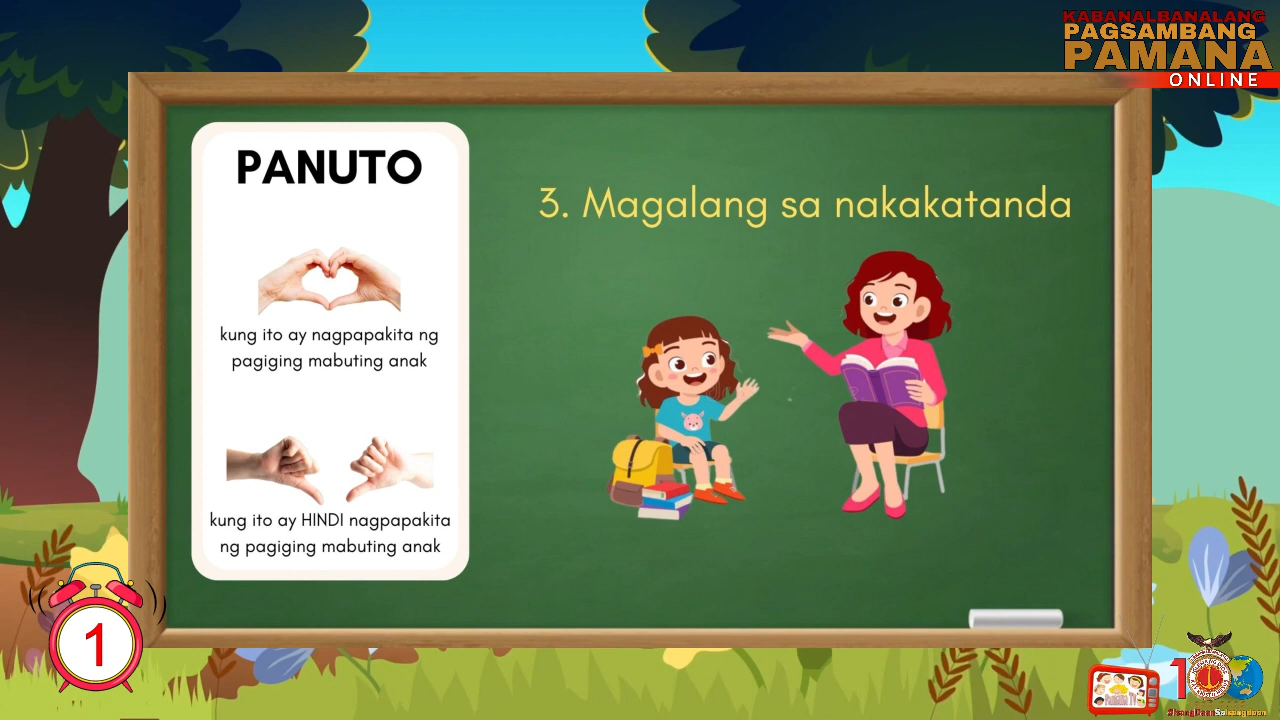 KABANALBANALANG
PAGSAMBANG
PAMANA
ONLINE
PANUTO
kung ito ay nagpapakita ng
pagiging mabuting anak
kung ito ay HINDI nagpapakita
ng pagiging mabuting anak
3. Magalang sa nakakatanda
1